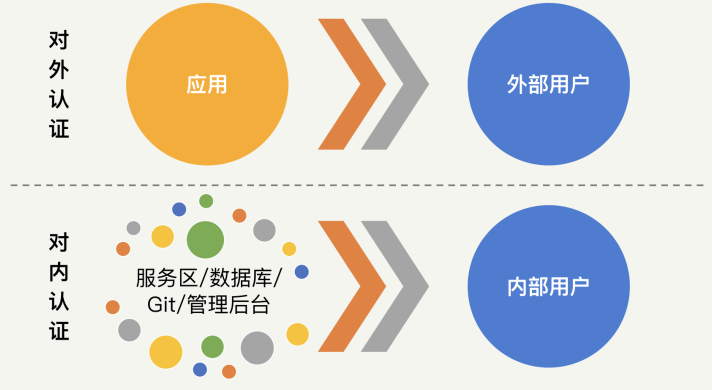 对外认证
应用
外部用户
对内认证
服务区/数据库/
Git/管理后台
内部用户